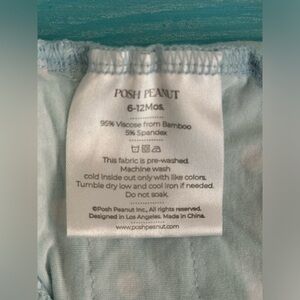 POSH PEANUT
6-12Mos.
95% Viscose from Bamboo
5% Spandex
This fabric is pre-washed.
Machine wash
cold inside out only with like colors.
Tumble dry low and cool iron if needed.
Do not soak.
©Posh Peanut Inc, All rights reserved.
Designed in Los Angeles. Made in China.
www.poshpeanut.com